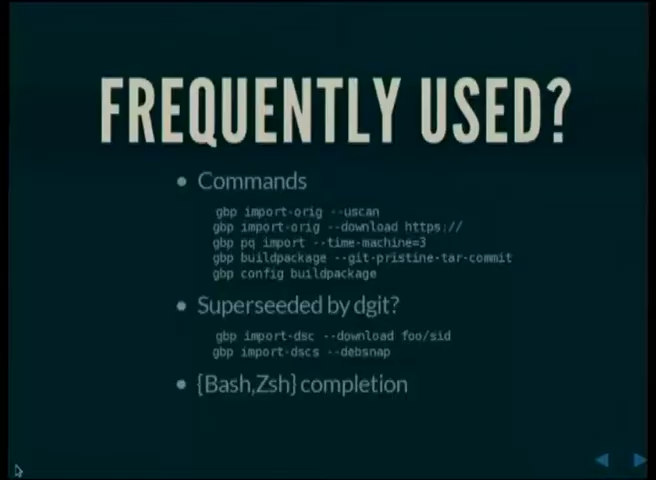 FREQUENTLY USED?
Commands
gbp import-orig --uscan
gbp import-orig --download https://
gbp pq import --time-machine=3
gbp buildpackage --git-pristine-tar-commit
gbp config buildpackage
Superseeded by dgit?
gbp import-dsc --download foo/sid
gbp import-dscs --debsnap
{Bash,Zsh} completion